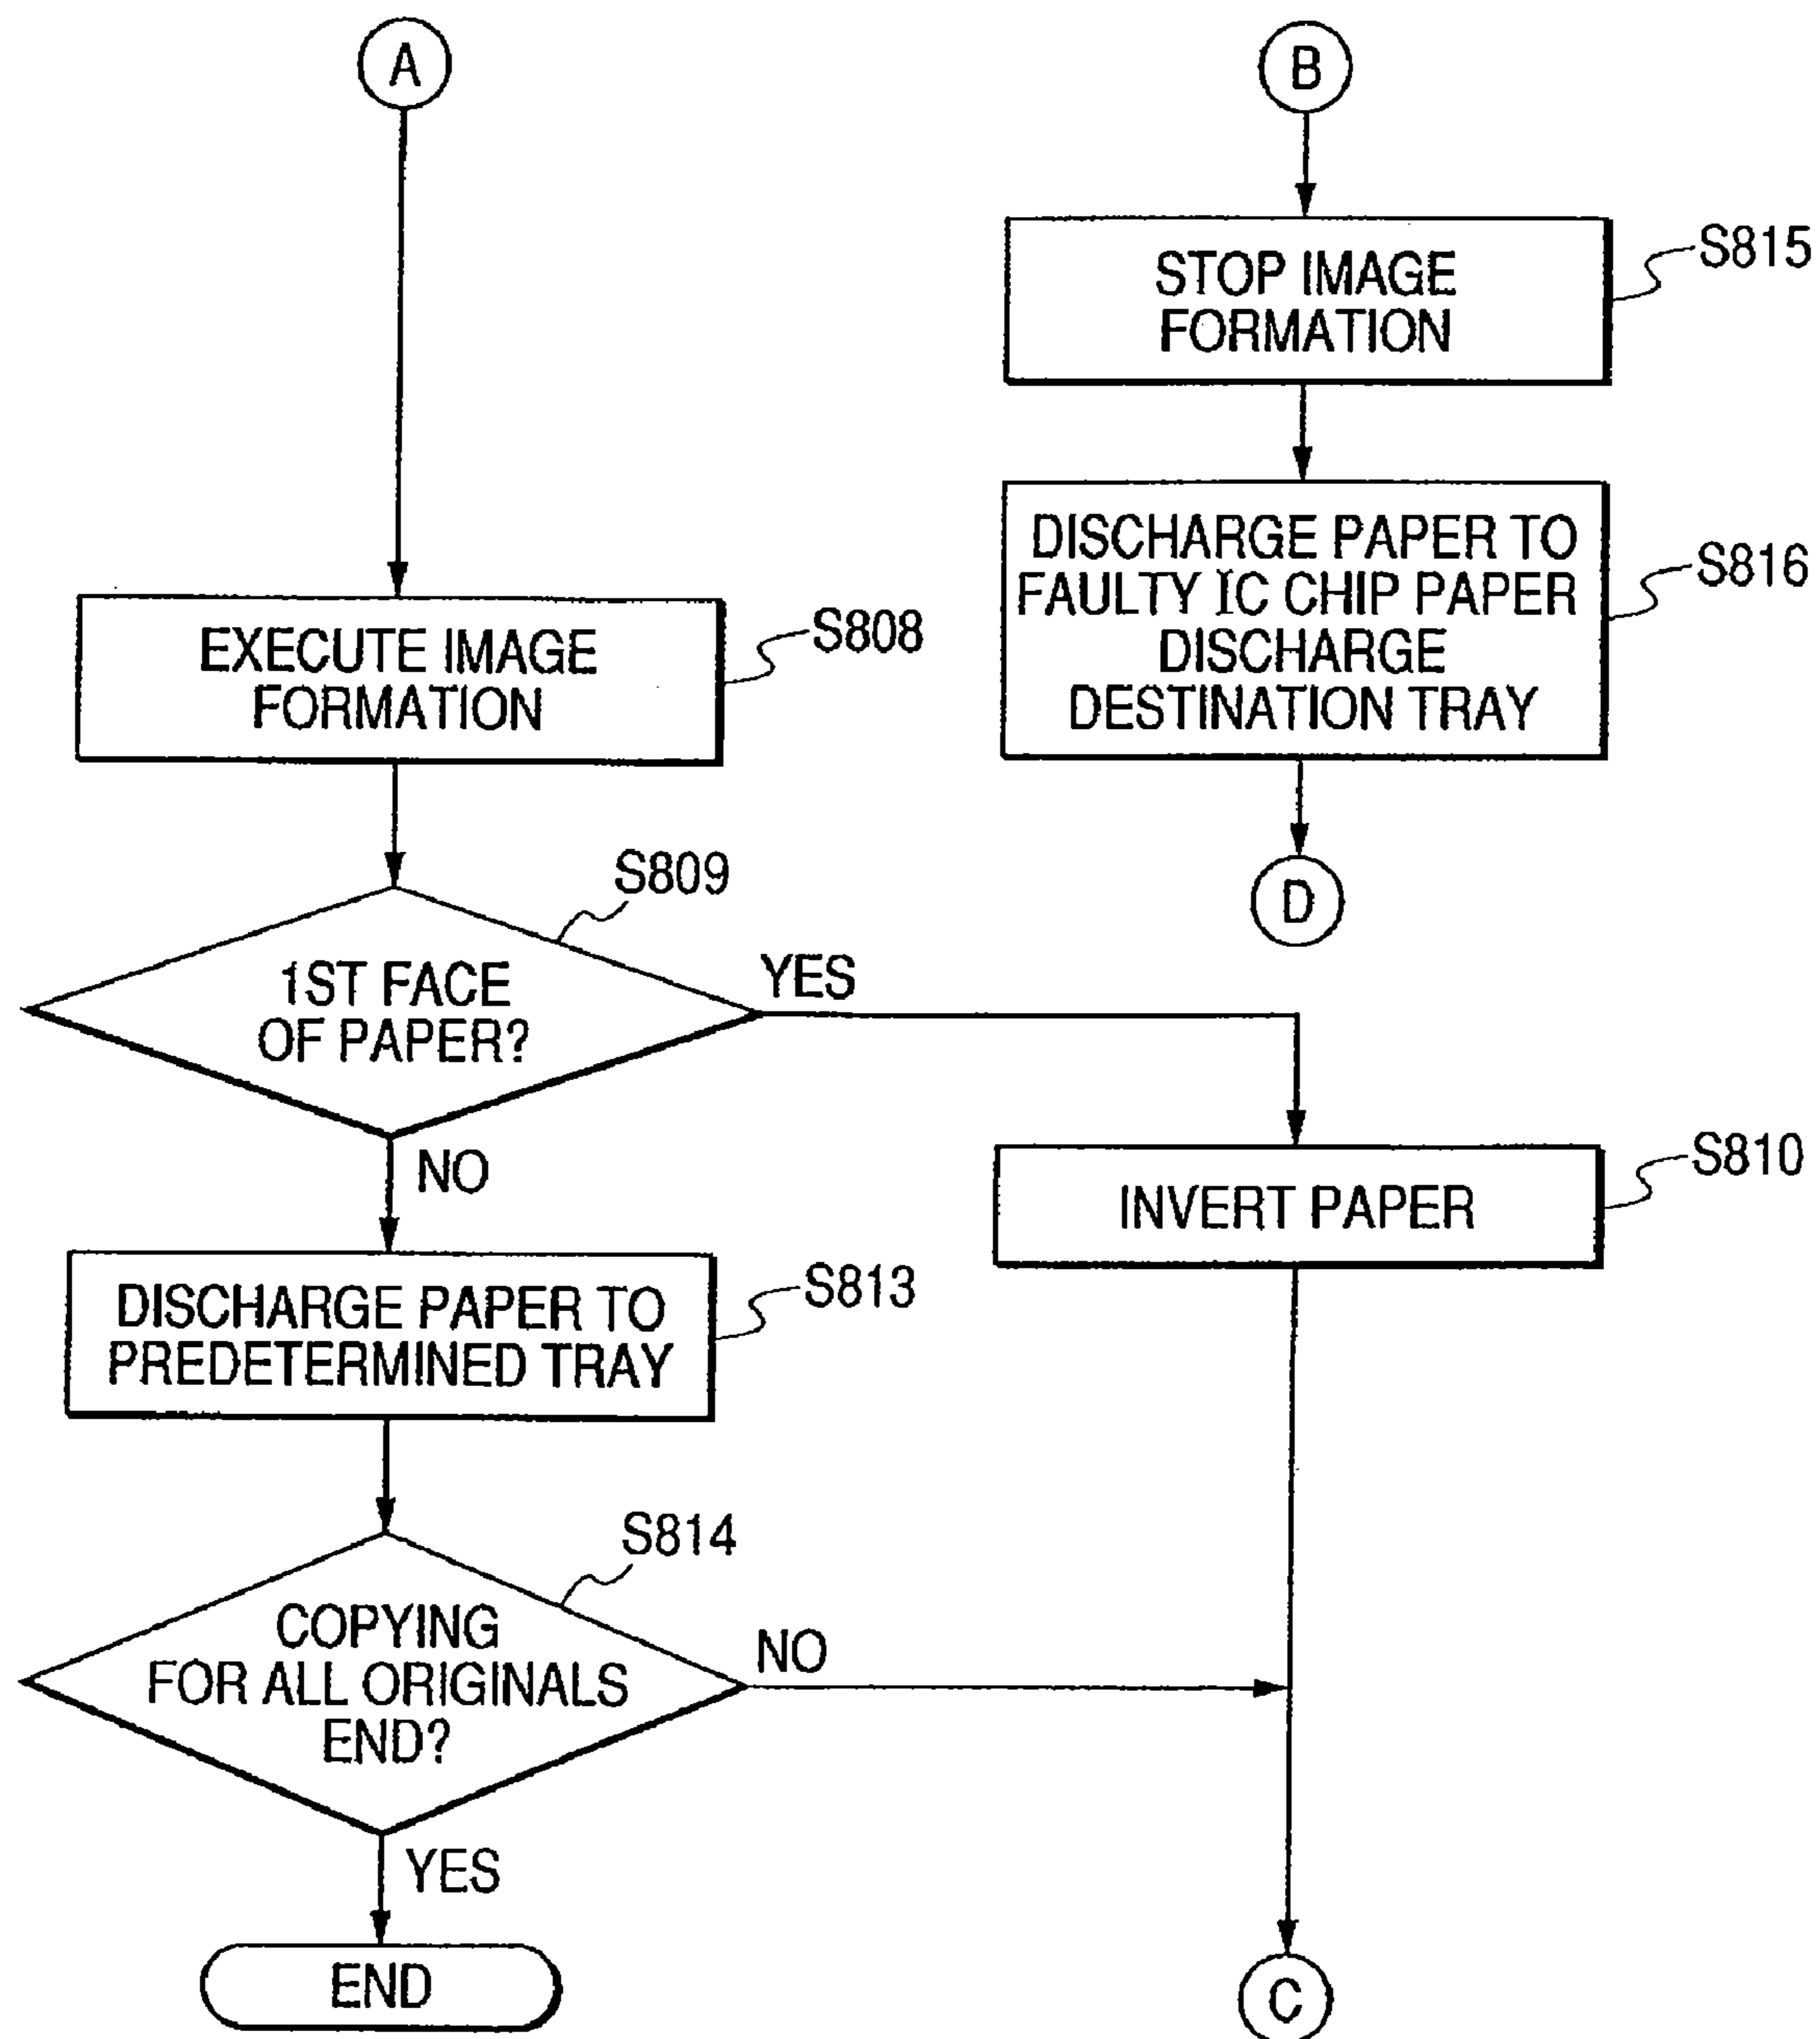 A
B
STOP IMAGE
FORMATION
S815
DISCHARGE PAPER TO
FAULTY IC CHIP PAPER
DISCHARGE
DESTINATION TRAY
S816
D
EXECUTE IMAGE
FORMATION
S808
S809
1ST FACE
OF PAPER?
YES
NO
INVERT PAPER
S810
DISCHARGE PAPER TO
PREDETERMINED TRAY
S813
S814
COPYING
FOR ALL ORIGINALS
END?
NO
YES
END
C